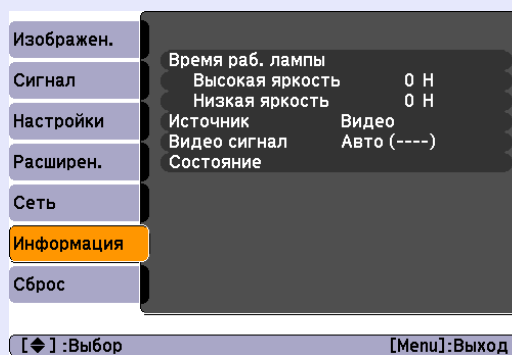 Изображен.
Сигнал
Настройки
Расширен.
Сеть
Информация
Сброс
Время раб. лампы
Высокая яркость 0 H
Низкая яркость 0 H
Источник Видео
Видео сигнал Авто (----)
Состояние
[◆] :Выбор [Menu]:Выход